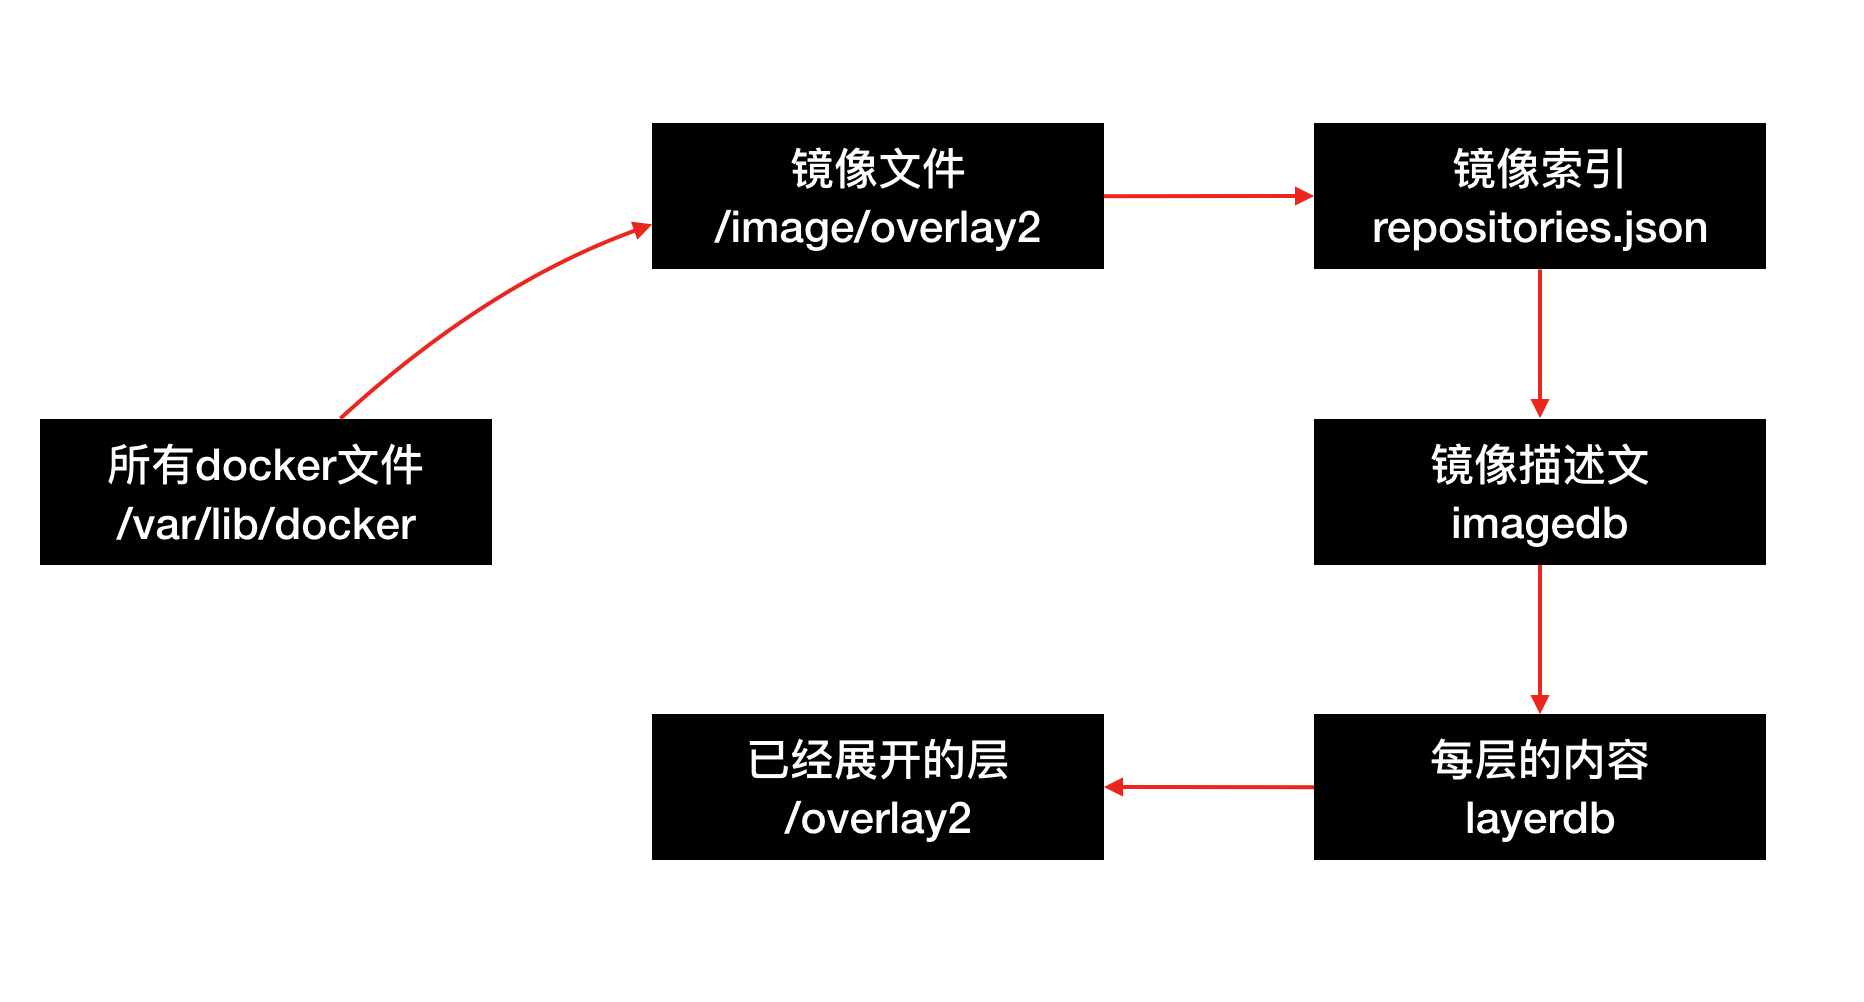 镜像文件
/image/overlay2
镜像索引
repositories.json
所有docker文件
/var/lib/docker
镜像描述文
imagedb
已经展开的层
/overlay2
每层的内容
layerdb